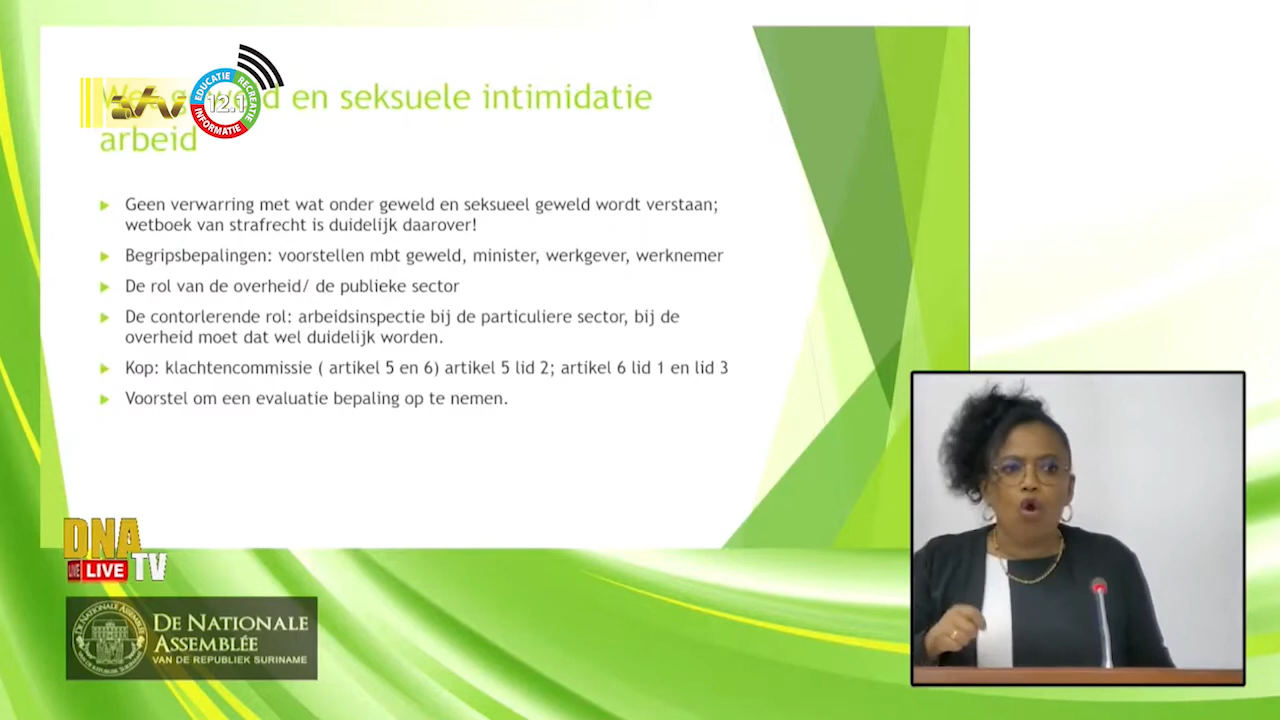 en seksuele intimidatie
arbeid
EDUCATIE
RECREATIE
INFORMATIE
12.1
Geen verwarring met wat onder geweld en seksueel geweld wordt verstaan;
wetboek van strafrecht is duidelijk daarover!
Begripsbepalingen: voorstellen mbt geweld, minister, werkgever, werknemer
De rol van de overheid/ de publieke sector
De contorlerende rol: arbeidsinspectie bij de particuliere sector, bij de
overheid moet dat wel duidelijk worden.
Kop: klachtencommissie ( artikel 5 en 6) artikel 5 lid 2; artikel 6 lid 1 en lid 3
Voorstel om een evaluatie bepaling op te nemen.
DNA
LIVE LIVE TV
DE NATIONALE
ASSEMBLÉE
VAN DE REPUBLIEK SURINAME